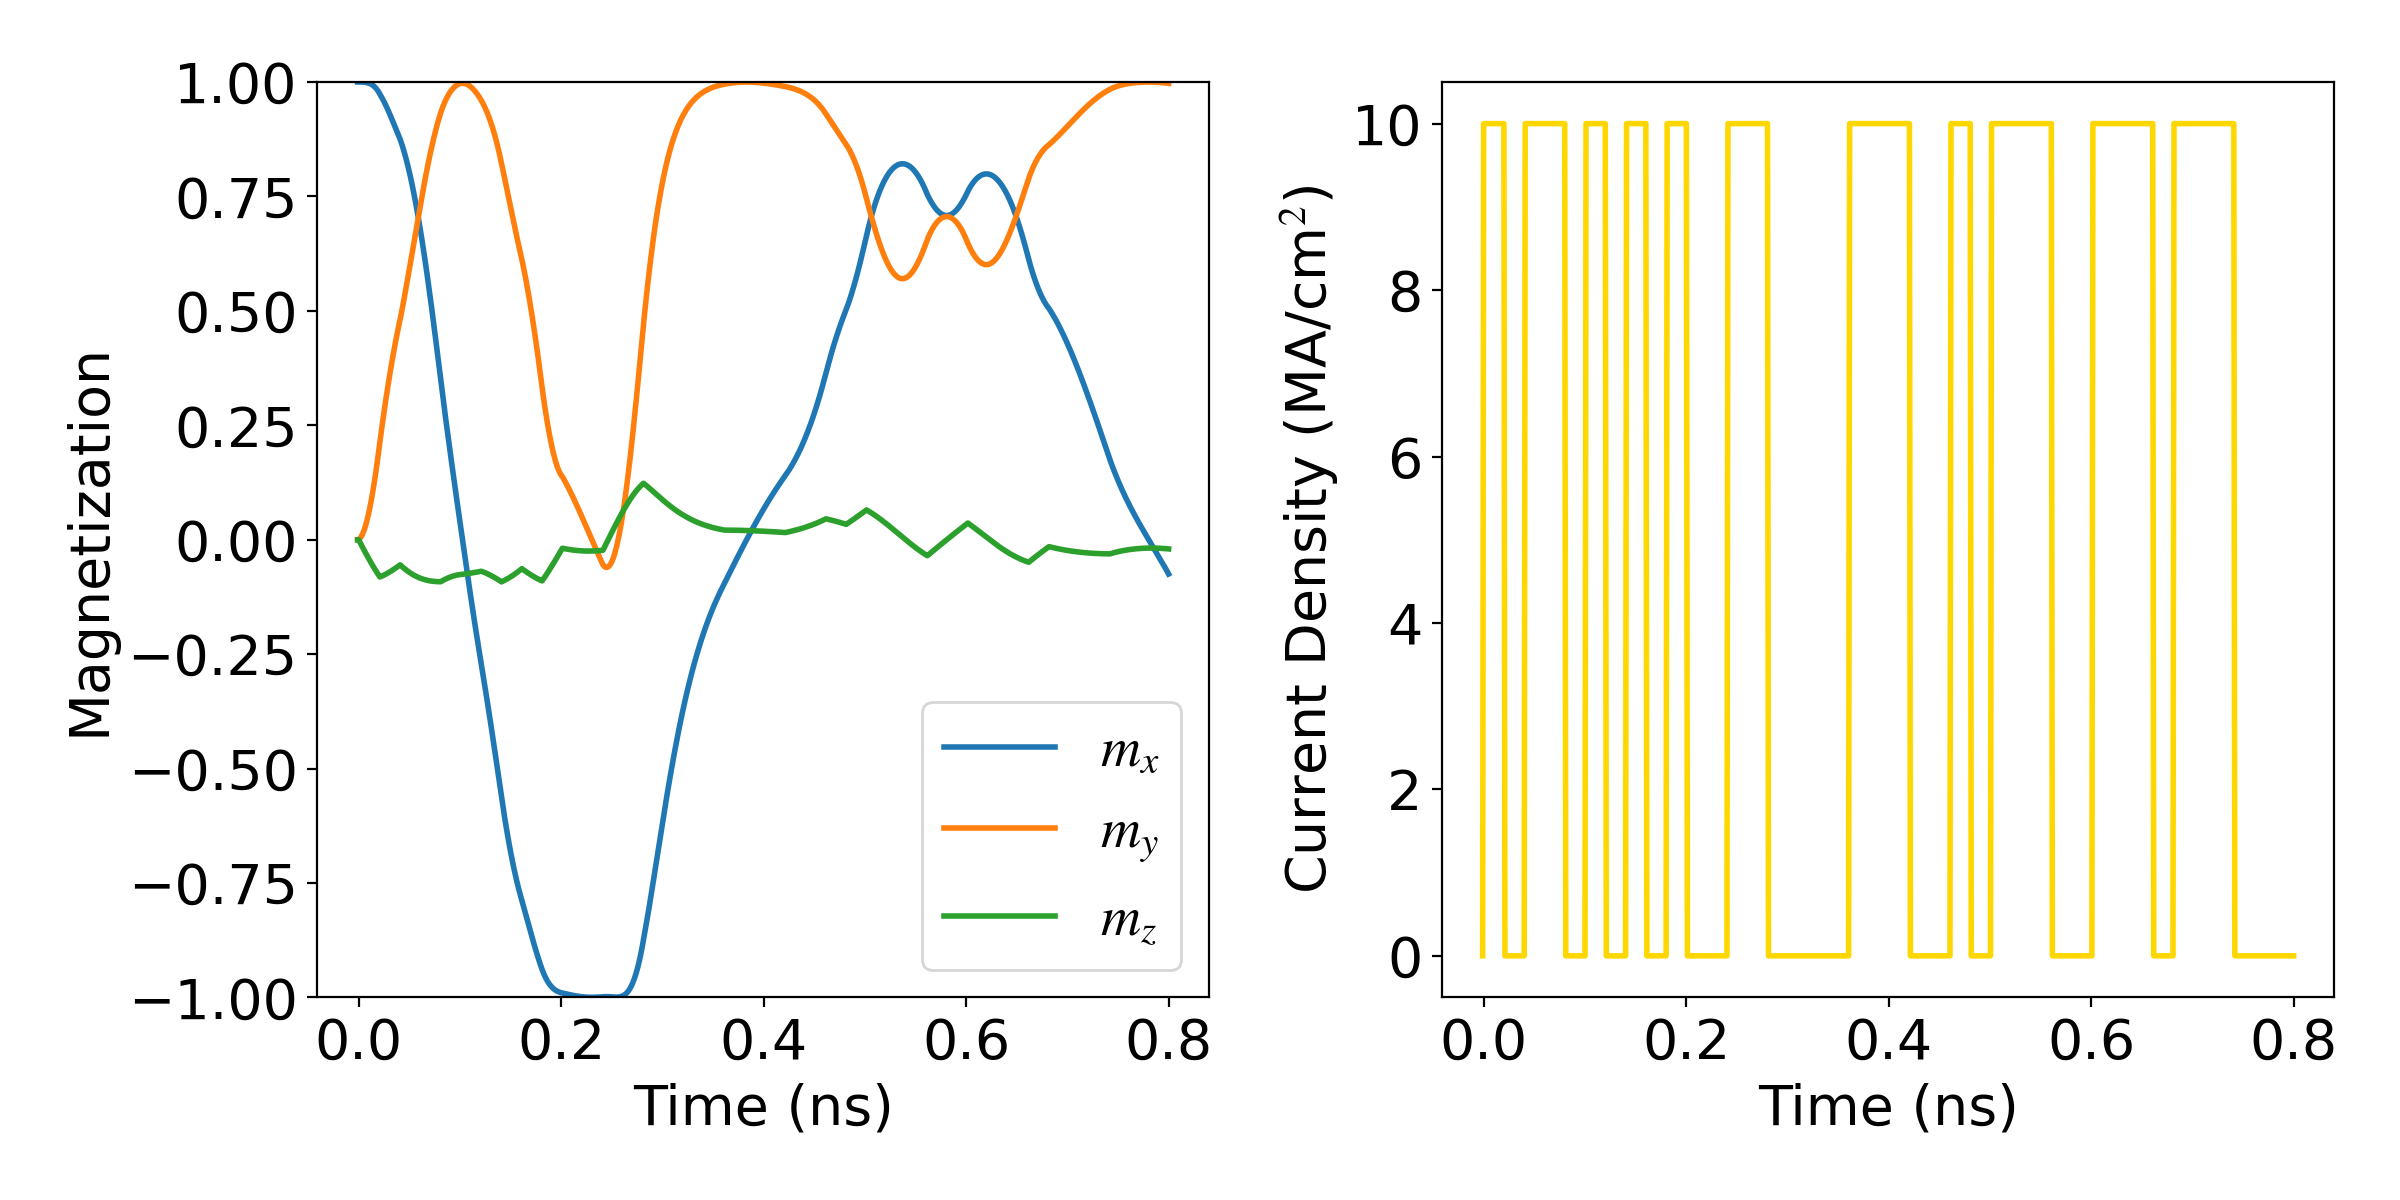 Magnetization
1.00
0.75
0.50
0.25
0.00
−0.25
−0.50
−0.75
−1.00
0.0 0.2 0.4 0.6 0.8
Time (ns)
m_x
m_y
m_z
Current Density (MA/cm²)
10
8
6
4
2
0
0.0 0.2 0.4 0.6 0.8
Time (ns)